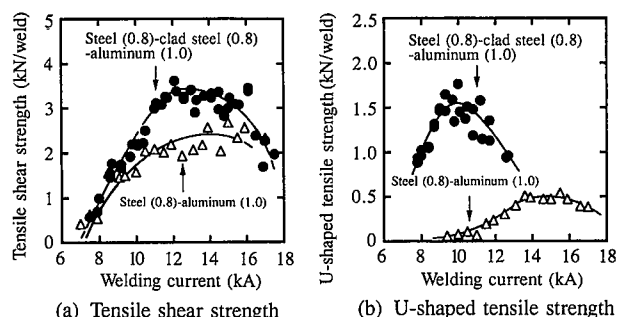 Tensile shear strength (kN/weld)
5
4
3
2
1
0
6 8 10 12 14 16 18
Welding current (kA)
Steel (0.8)-clad steel (0.8)
-aluminum (1.0)
Steel (0.8)-aluminum (1.0)
(a) Tensile shear strength
U-shaped tensile strength (kN/weld)
2.5
2.0
1.5
1.0
0.5
0
6 8 10 12 14 16 18
Welding current (kA)
Steel (0.8)-clad steel (0.8)
-aluminum (1.0)
Steel (0.8)-aluminum (1.0)
(b) U-shaped tensile strength